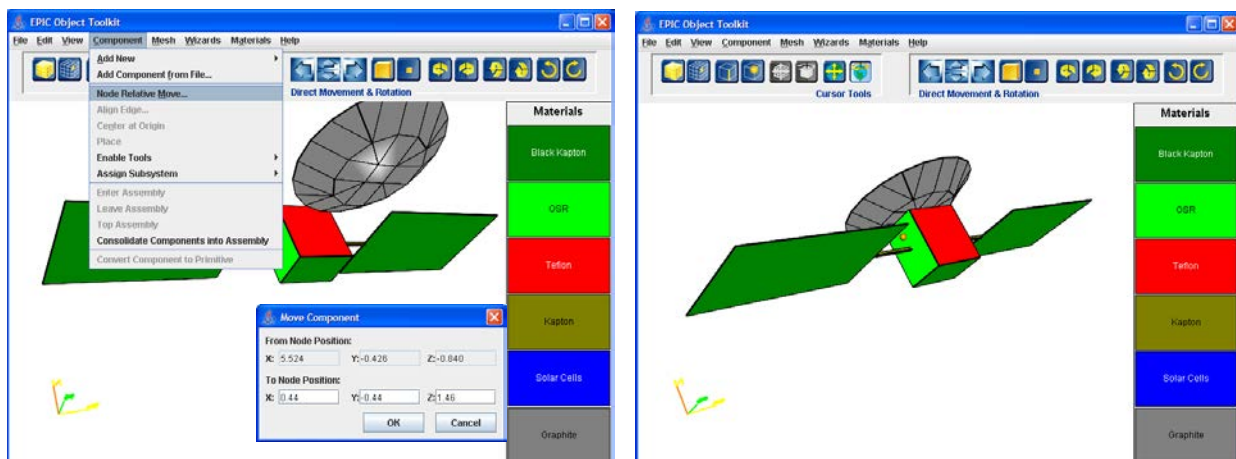 EPIC Object Toolkit
File Edit View Component Mesh Wizards Materials Help
Add New
Add Component from File...
Node Relative Move...
Align Edge...
Center at Origin
Place
Enable Tools
Assign Subsystem
Enter Assembly
Leave Assembly
Top Assembly
Consolidate Components into Assembly
Convert Component to Primitive
Direct Movement & Rotation
Materials
Black Kapton
OSR
Teflon
Kapton
Solar Cells
Graphite
Move Component
From Node Position:
X: 5.524 Y: -0.426 Z: -0.840
To Node Position:
X: 0.44 Y: -0.44 Z: 1.46
OK Cancel
EPIC Object Toolkit
File Edit View Component Mesh Wizards Materials Help
Cursor Tools Direct Movement & Rotation
Materials
Black Kapton
OSR
Teflon
Kapton
Solar Cells
Graphite